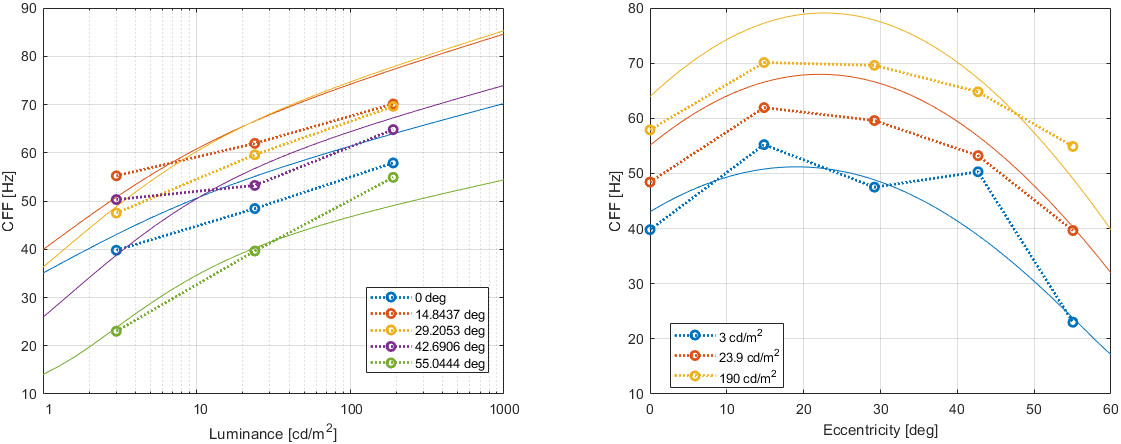 90
80
70
60
50
40
30
20
10
CFF [Hz]
1
10
100
1000
Luminance [cd/m²]
0 deg
14.8437 deg
29.2053 deg
42.6906 deg
55.0444 deg
80
70
60
50
40
30
20
10
CFF [Hz]
0
10
20
30
40
50
60
Eccentricity [deg]
3 cd/m²
23.9 cd/m²
190 cd/m²